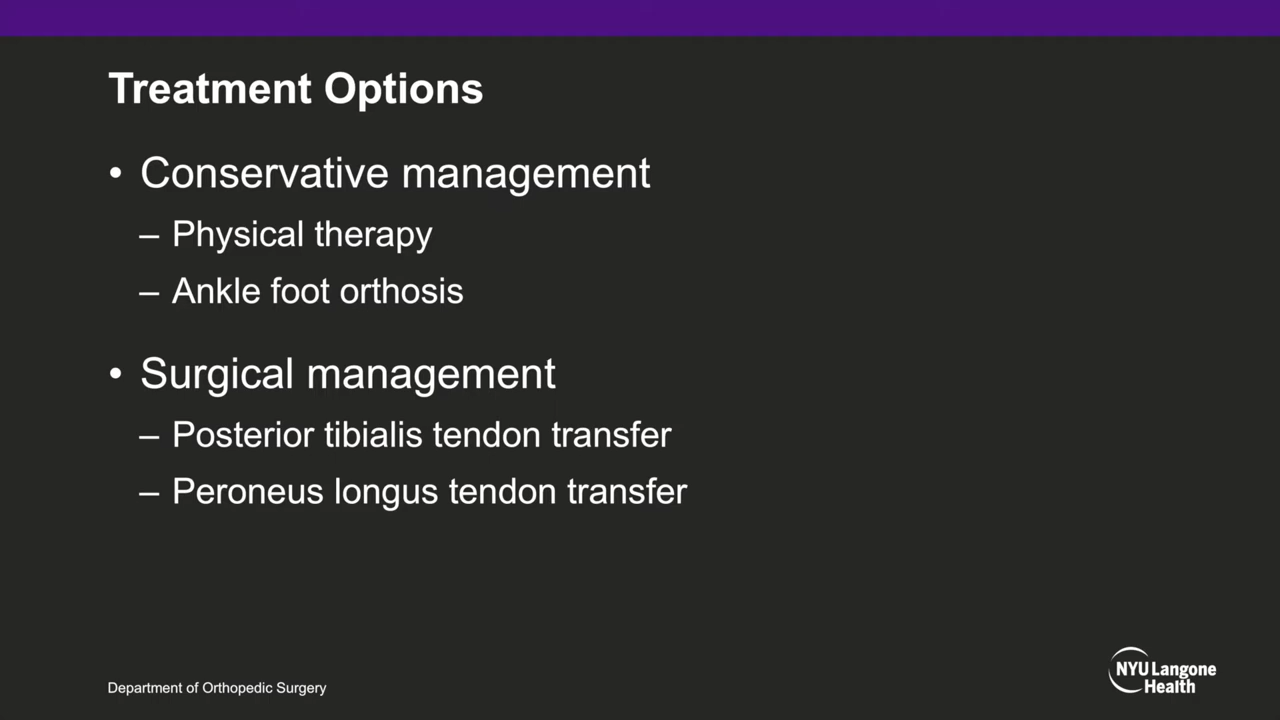 Treatment Options
• Conservative management
– Physical therapy
– Ankle foot orthosis
• Surgical management
– Posterior tibialis tendon transfer
– Peroneus longus tendon transfer
Department of Orthopedic Surgery
NYU Langone
Health